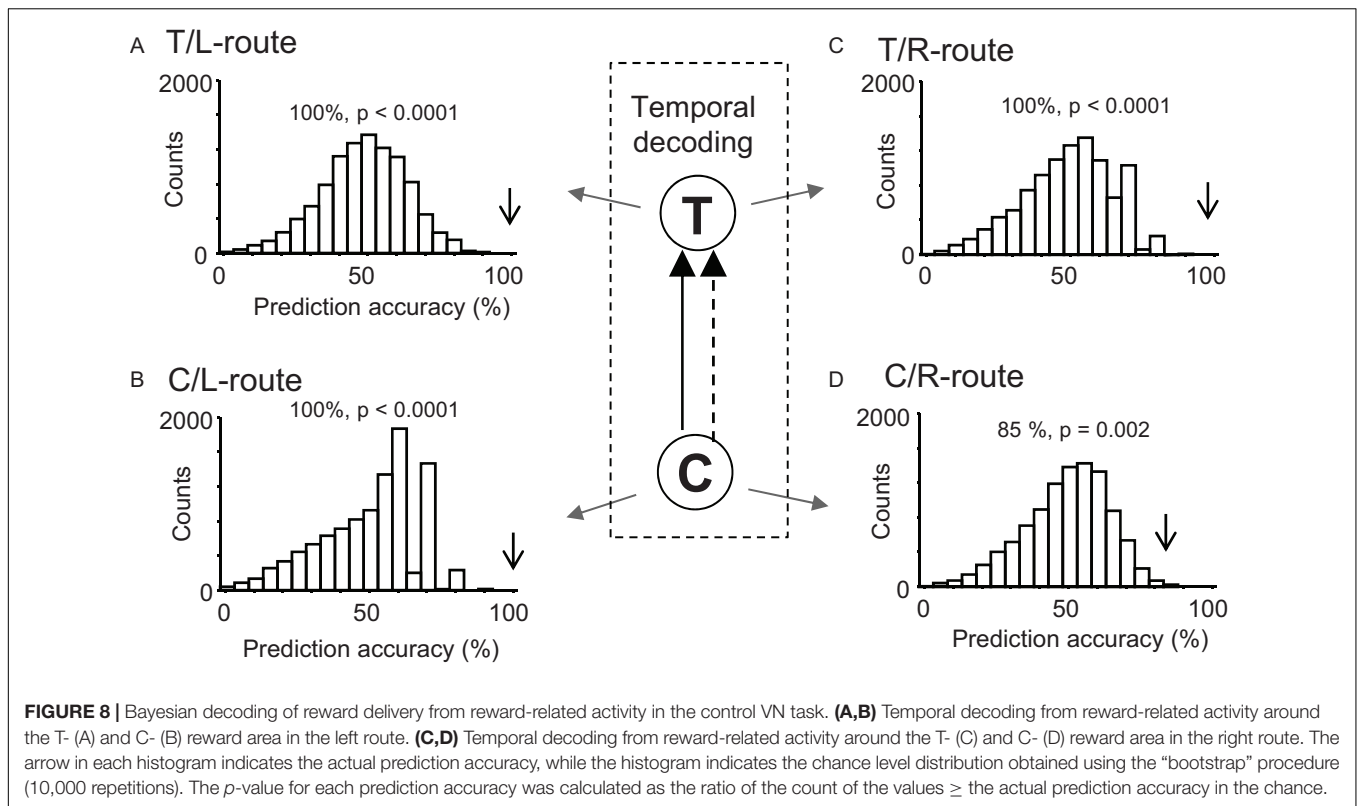 A T/L-route
2000
100%, p < 0.0001
Counts
0
0 50 100
Prediction accuracy (%)
B C/L-route
100%, p < 0.0001
2000
Counts
0
0 50 100
Prediction accuracy (%)
Temporal
decoding
T
C
C T/R-route
2000
100%, p < 0.0001
Counts
0
0 50 100
D C/R-route
2000
85 %, p = 0.002
Counts
0
0 50 100
Prediction accuracy (%)
FIGURE 8 | Bayesian decoding of reward delivery from reward-related activity in the control VN task. (A,B) Temporal decoding from reward-related activity around
the T- (A) and C- (B) reward area in the left route. (C,D) Temporal decoding from reward-related activity around the T- (C) and C- (D) reward area in the right route. The
arrow in each histogram indicates the actual prediction accuracy, while the histogram indicates the chance level distribution obtained using the “bootstrap” procedure
(10,000 repetitions). The p-value for each prediction accuracy was calculated as the ratio of the count of the values ≥ the actual prediction accuracy in the chance.